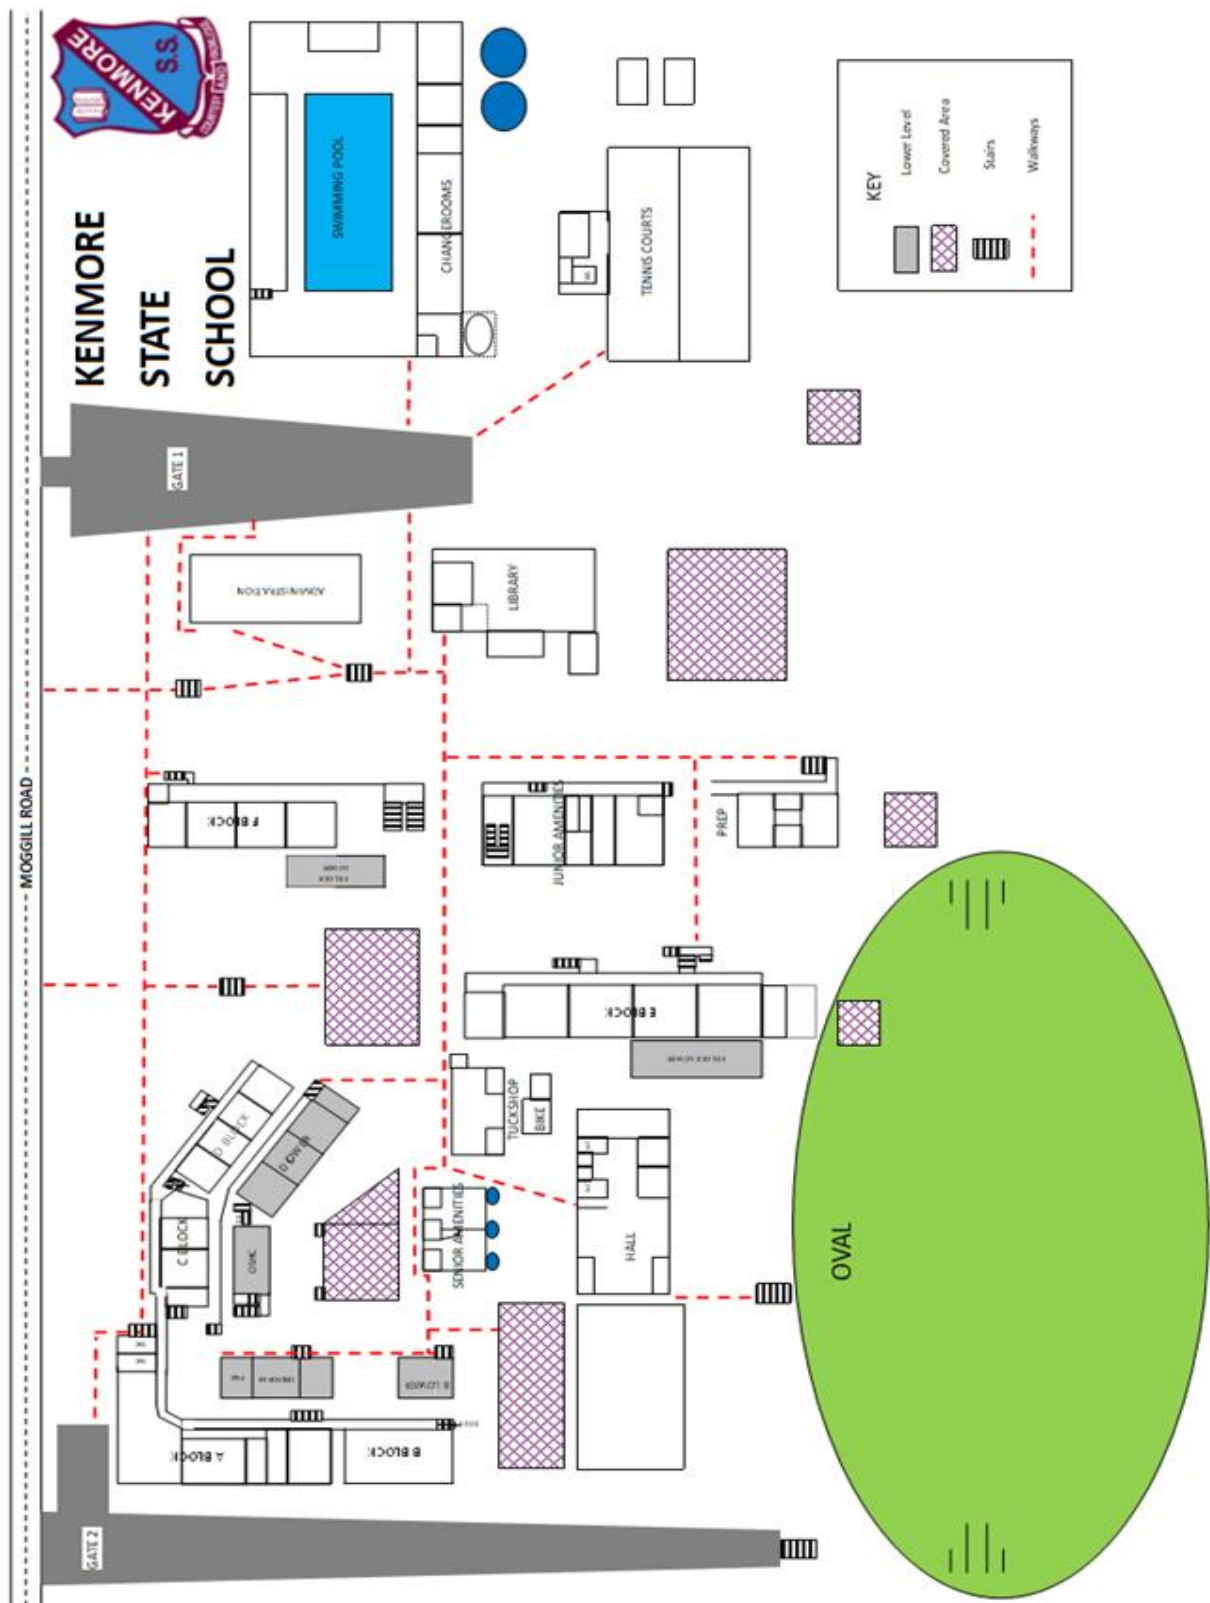 KENMORE
S.S.
KENMORE
STATE
SCHOOL
MOGGILL ROAD
SWIMMING POOL
CHANGEROOMS
TENNIS COURTS
KEY
Lower Level
Covered Area
Stairs
Walkways
GATE 1
ADMINISTRATION
LIBRARY
F BLOCK
JUNIOR AMENITIES
PREP
E BLOCK
D BLOCK
D LOWER
TUCKSHOP
BIKE
C BLOCK
OSHC
SENIOR AMENITIES
HALL
OVAL
B LOWER
A BLOCK
B BLOCK
GATE 2